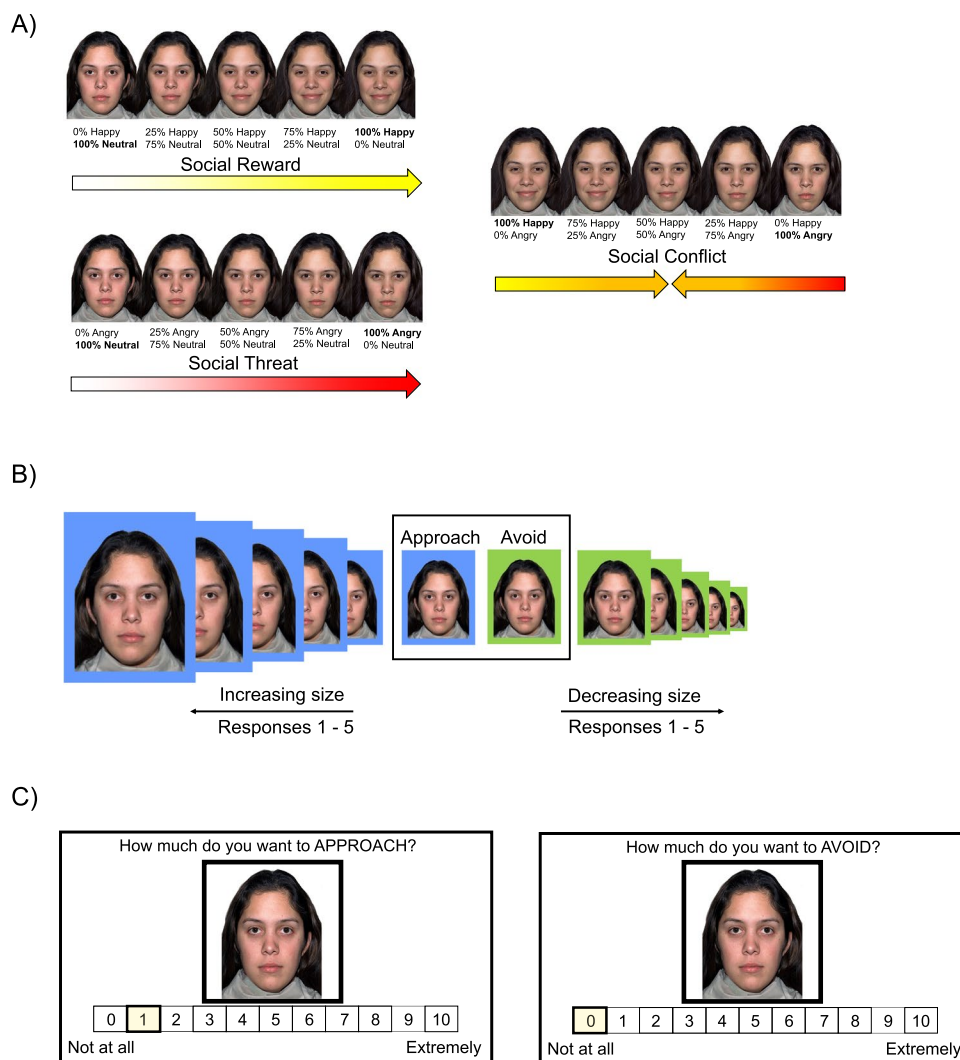 A)
0% Happy 25% Happy 50% Happy 75% Happy 100% Happy
100% Neutral 75% Neutral 50% Neutral 25% Neutral 0% Neutral
Social Reward
100% Happy 75% Happy 50% Happy 25% Happy 0% Happy
0% Angry 25% Angry 50% Angry 75% Angry 100% Angry
Social Conflict
0% Angry 25% Angry 50% Angry 75% Angry 100% Angry
100% Neutral 75% Neutral 50% Neutral 25% Neutral 0% Neutral
Social Threat
B)
Approach Avoid
Increasing size
Responses 1 - 5
Decreasing size
Responses 1 - 5
C)
How much do you want to APPROACH?
0 1 2 3 4 5 6 7 8 9 10
Not at all Extremely
How much do you want to AVOID?
0 1 2 3 4 5 6 7 8 9 10
Not at all Extremely